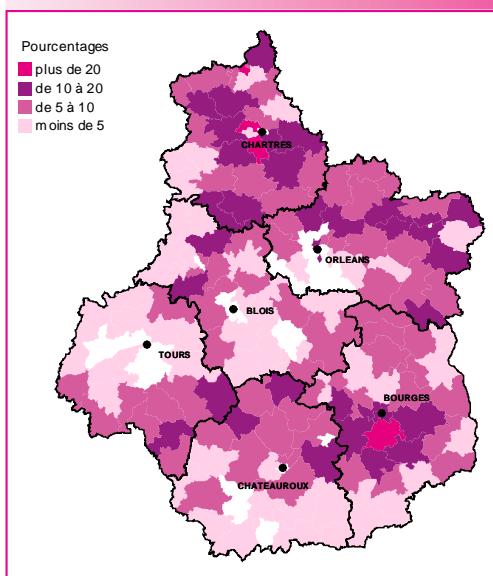 Pourcentages
plus de 20
de 10 à 20
de 5 à 10
moins de 5
CHARTRES
ORLEANS
BLOIS
TOURS
BOURGES
CHATEAUROUX